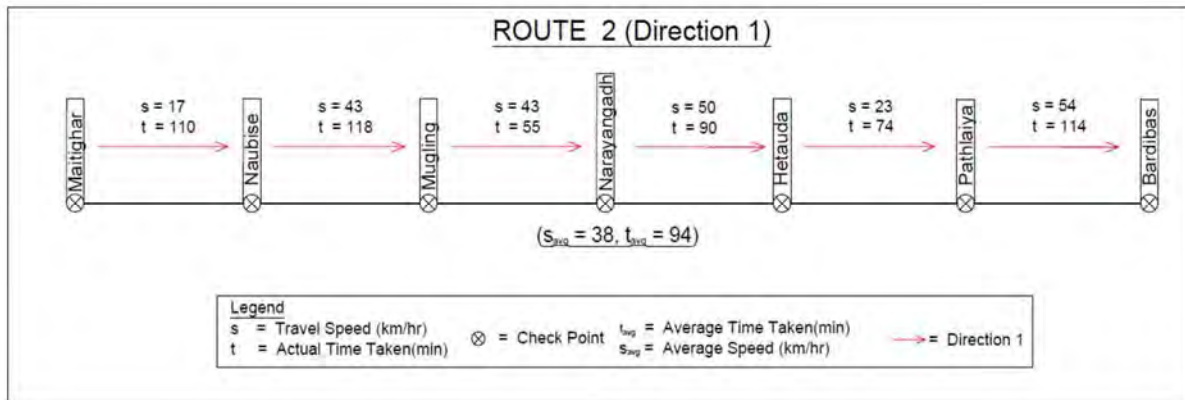 ROUTE 2 (Direction 1)
s = 17
t = 110
s = 43
t = 118
s = 43
t = 55
s = 50
t = 90
s = 23
t = 74
s = 54
t = 114
Maitighar
Naubise
Mugling
Narayangadh
Hetauda
Pathlaiya
Bardibas
(savg = 38, tavg = 94)
Legend
s = Travel Speed (km/hr)
t = Actual Time Taken(min)
= Check Point
tavg = Average Time Taken(min)
savg = Average Speed (km/hr)
= Direction 1